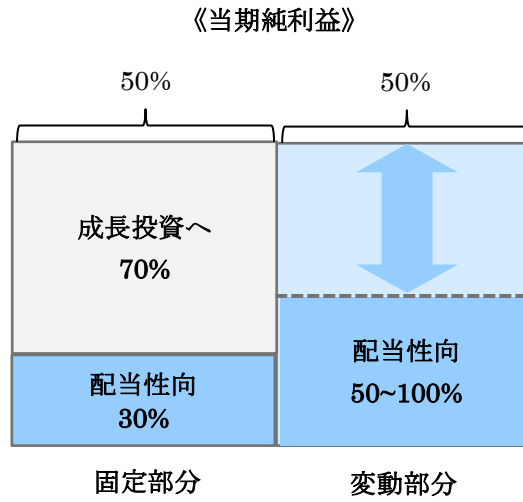 《当期純利益》
50%
50%
成長投資へ
70%
配当性向
30%
配当性向
50~100%
固定部分
変動部分